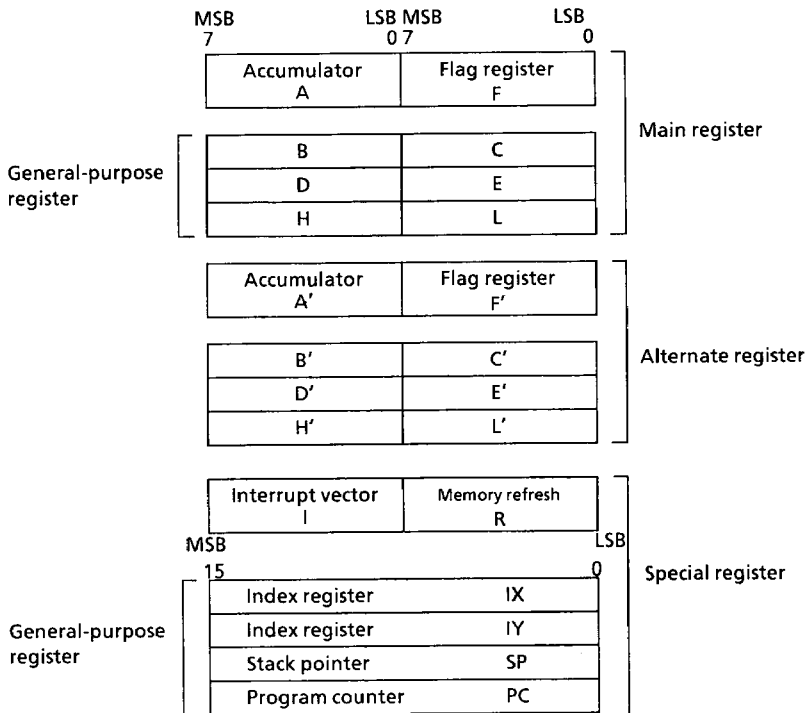 MSB LSB MSB LSB
7 0 7 0
Accumulator Flag register
A F
Main register
B C
General-purpose
register
D E
H L
Accumulator Flag register
A' F'
B' C'
Alternate register
D' E'
H' L'
Interrupt vector Memory refresh
I R
MSB LSB
15 0
Special register
Index register IX
Index register IY
General-purpose
register
Stack pointer SP
Program counter PC